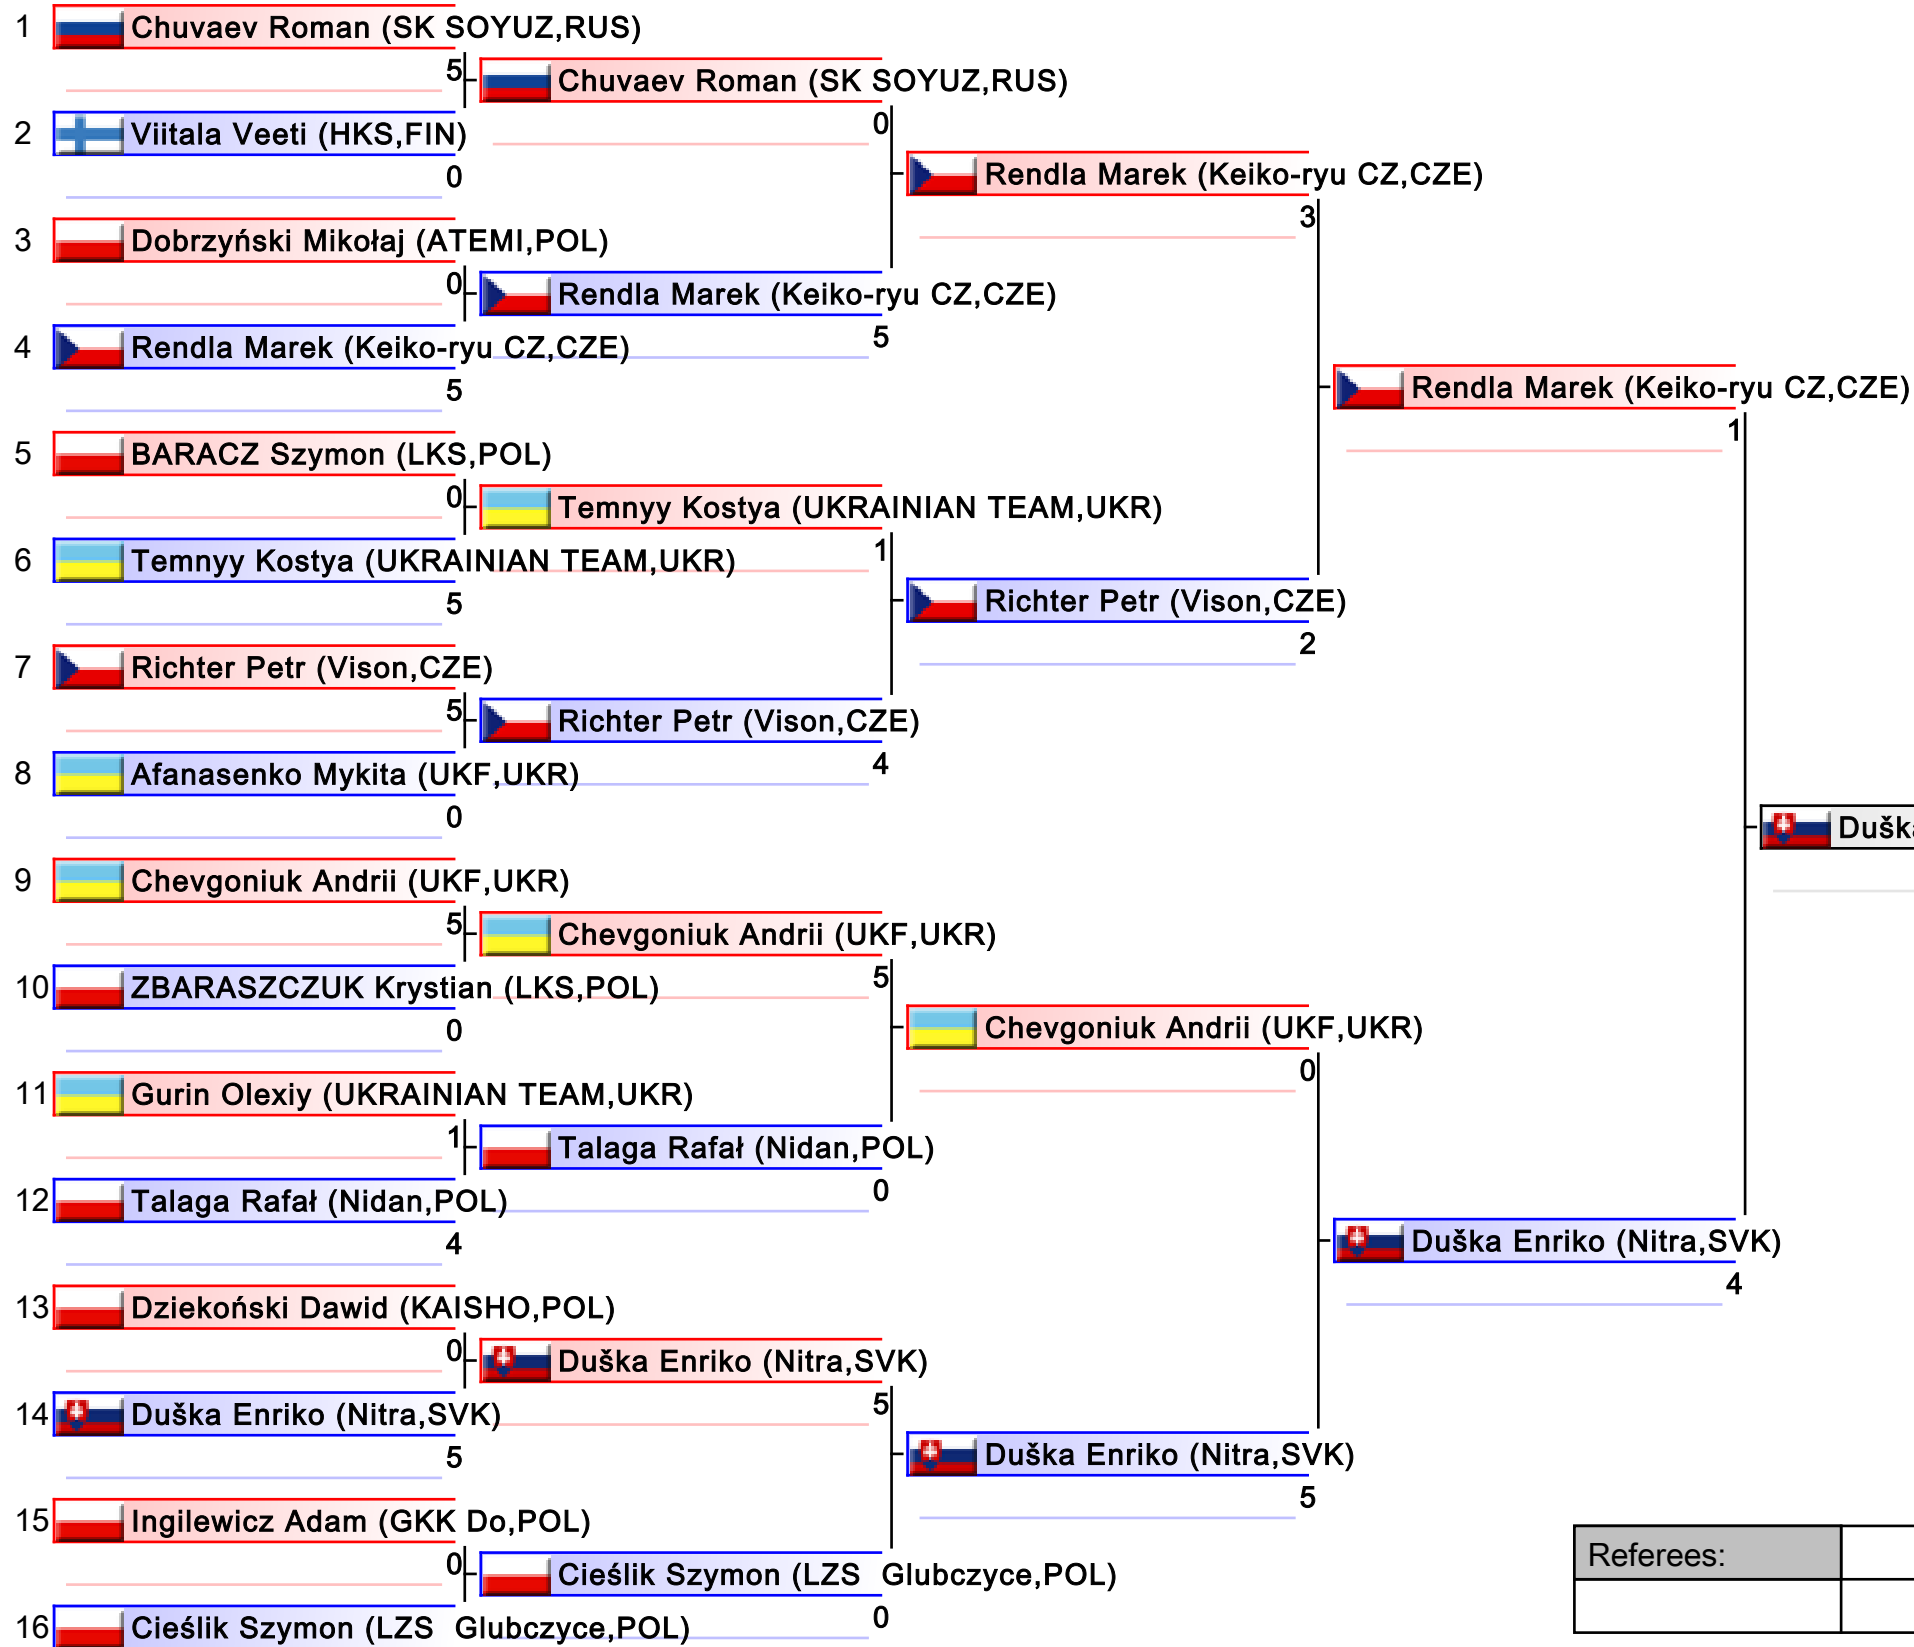 1 Chuvaev Roman (SK SOYUZ,RUS)
5 Chuvaev Roman (SK SOYUZ,RUS)
2 Viitala Veeti (HKS,FIN)
0
0
Rendla Marek (Keiko-ryu CZ,CZE)
3
3 Dobrzyński Mikołaj (ATEMI,POL)
0 Rendla Marek (Keiko-ryu CZ,CZE)
5
4 Rendla Marek (Keiko-ryu CZ,CZE)
5
Rendla Marek (Keiko-ryu CZ,CZE)
1
5 BARACZ Szymon (LKS,POL)
0 Temnyy Kostya (UKRAINIAN TEAM,UKR)
1
6 Temnyy Kostya (UKRAINIAN TEAM,UKR)
5
Richter Petr (Vison,CZE)
2
7 Richter Petr (Vison,CZE)
5 Richter Petr (Vison,CZE)
4
8 Afanasenko Mykita (UKF,UKR)
0
Dušk
9 Chevgoniuk Andrii (UKF,UKR)
5 Chevgoniuk Andrii (UKF,UKR)
5
10 ZBARASZCZUK Krystian (LKS,POL)
0
Chevgoniuk Andrii (UKF,UKR)
0
11 Gurin Olexiy (UKRAINIAN TEAM,UKR)
1 Talaga Rafał (Nidan,POL)
0
12 Talaga Rafał (Nidan,POL)
4
Duška Enriko (Nitra,SVK)
4
13 Dziekoński Dawid (KAISHO,POL)
0 Duška Enriko (Nitra,SVK)
5
14 Duška Enriko (Nitra,SVK)
5
Duška Enriko (Nitra,SVK)
5
15 Ingilewicz Adam (GKK Do,POL)
0 Cieślik Szymon (LZS Glubczyce,POL)
0
16 Cieślik Szymon (LZS Glubczyce,POL)
Referees: